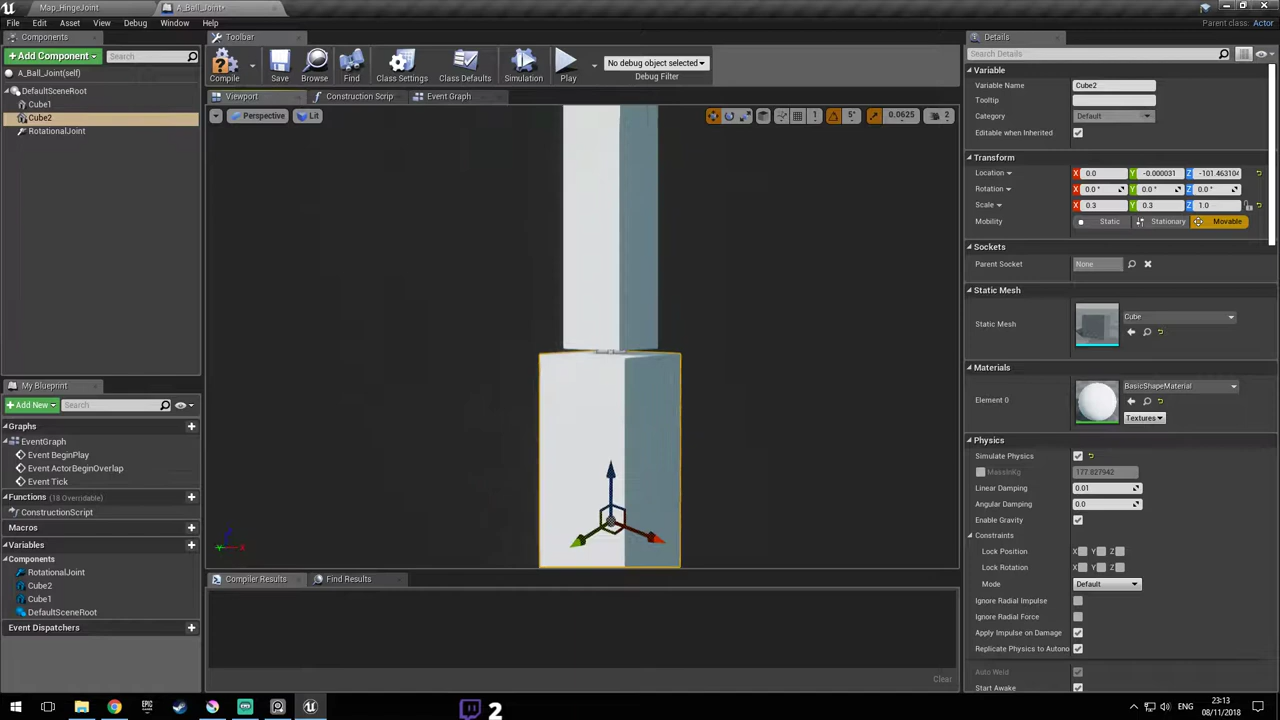 Map_HingeJoint
A_Ball_Joint*
File Edit Asset View Debug Window Help
Parent class: Actor
Components
Toolbar
Details
+Add Component Search
Compile
Save
Browse
Find
Class Settings
Class Defaults
Simulation
Play
No debug object selected
Debug Filter
Search Details
A_Ball_Joint(self)
DefaultSceneRoot
Cube1
Cube2
RotationalJoint
Viewport
Construction Scrip
Event Graph
Perspective
Lit
1
5°
0.0625
2
Variable
Variable Name Cube2
Tooltip
Category Default
Editable when Inherited
Transform
Location X 0.0 Y -0.000031 Z -101.463104
Rotation X 0.0 ° Y 0.0 ° Z 0.0 °
Scale X 0.3 Y 0.3 Z 1.0
Mobility Static Stationary Movable
Sockets
Parent Socket None
Static Mesh
Static Mesh Cube
Materials
Element 0 BasicShapeMaterial
Textures
Physics
Simulate Physics
MassInKg 177.827942
Linear Damping 0.01
Angular Damping 0.0
Enable Gravity
Constraints
Lock Position X Y Z
Lock Rotation X Y Z
Mode Default
Ignore Radial Impulse
Ignore Radial Force
Apply Impulse on Damage
Replicate Physics to Autono
Auto Weld
Start Awake
My Blueprint
+Add New Search
Graphs
EventGraph
Event BeginPlay
Event ActorBeginOverlap
Event Tick
Functions (18 Overridable)
ConstructionScript
Macros
Variables
Components
RotationalJoint
Cube2
Cube1
DefaultSceneRoot
Event Dispatchers
Compiler Results
Find Results
Clear
2
EPIC
ENG
23:13
08/11/2018